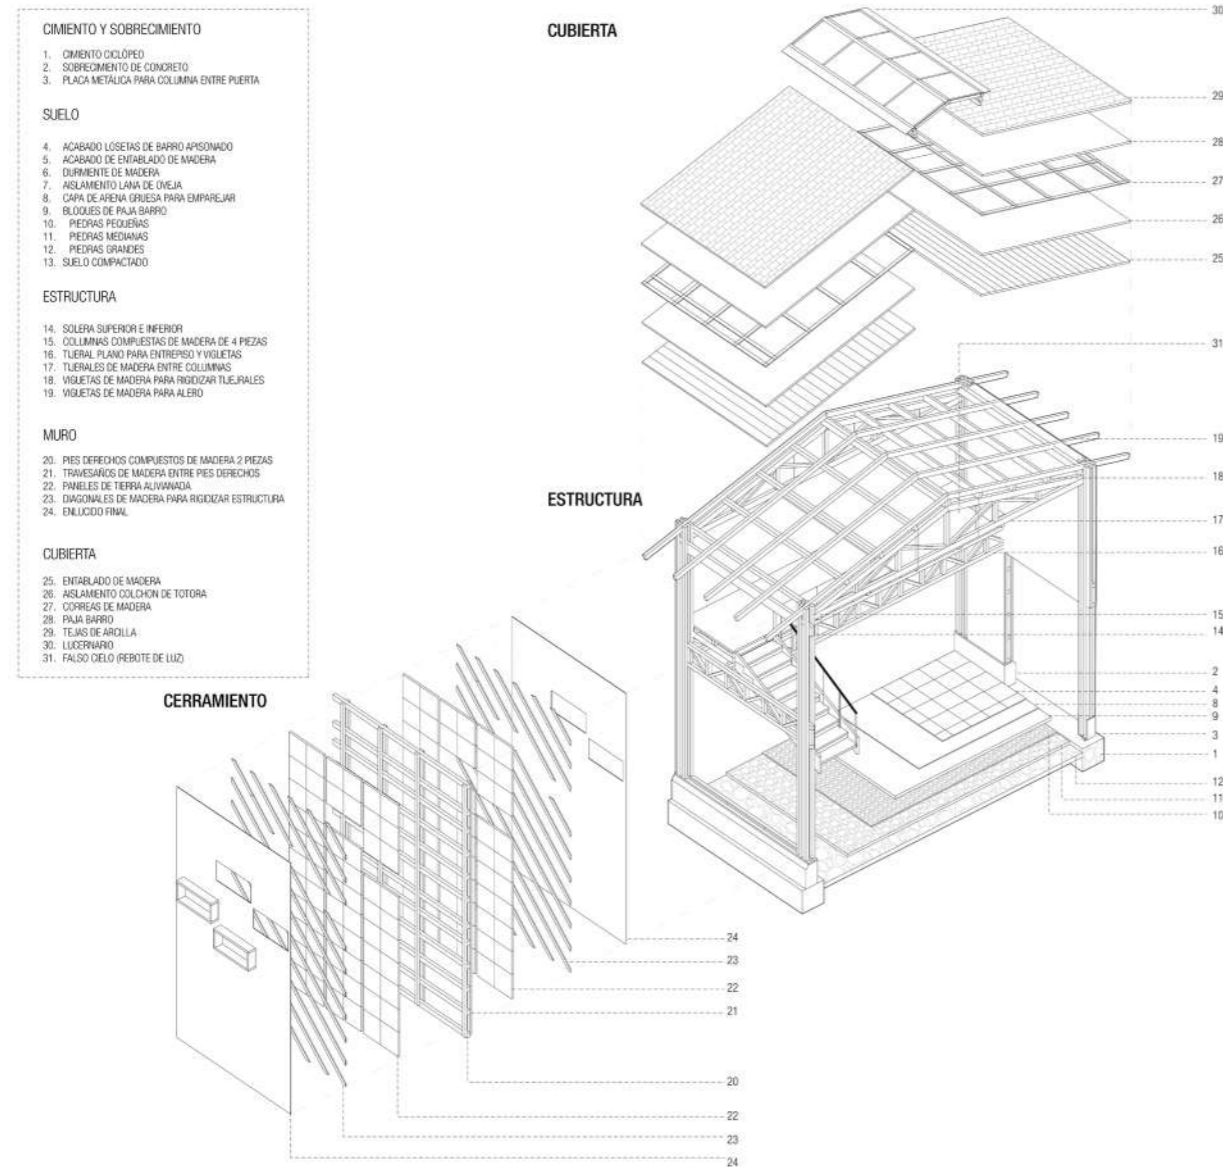 CIMIENTO Y SOBRECIMIENTO
1. CIMIENTO CICLÓPEO
2. SOBRECIMIENTO DE CONCRETO
3. PLACA METÁLICA PARA COLUMNA ENTRE PUERTA
SUELO
4. ACABADO LOSETAS DE BARRO APISONADO
5. ACABADO DE ENTABLADO DE MADERA
6. DURMIENTE DE MADERA
7. AISLAMIENTO LANA DE OVEJA
8. CAPA DE ARENA GRUESA PARA EMPAREJAR
9. BLOQUES DE PAJA BARRO
10. PIEDRAS PEQUEÑAS
11. PIEDRAS MEDIANAS
12. PIEDRAS GRANDES
13. SUELO COMPACTADO
ESTRUCTURA
14. SOLERA SUPERIOR E INFERIOR
15. COLUMNAS COMPUESTAS DE MADERA DE 4 PIEZAS
16. TIJERAL PLANO PARA ENTREPISO Y VIGUETAS
17. TIJERALES DE MADERA ENTRE COLUMNAS
18. VIGUETAS DE MADERA PARA RIGIDIZAR TIJEJRALES
19. VIGUETAS DE MADERA PARA ALERO
MURO
20. PIES DERECHOS COMPUESTOS DE MADERA 2 PIEZAS
21. TRAVESAÑOS DE MADERA ENTRE PIES DERECHOS
22. PANELES DE TIERRA ALIVIANADA
23. DIAGONALES DE MADERA PARA RIGIDIZAR ESTRUCTURA
24. ENLUCIDO FINAL
CUBIERTA
25. ENTABLADO DE MADERA
26. AISLAMIENTO COLCHON DE TOTORA
27. CORREAS DE MADERA
28. PAJA BARRO
29. TEJAS DE ARCILLA
30. LUCERNARIO
31. FALSO CIELO (REBOTE DE LUZ)
CUBIERTA
30
29
28
27
26
25
ESTRUCTURA
31
19
18
17
16
15
14
2
4
8
9
3
1
12
11
10
CERRAMIENTO
24
23
22
21
20
22
23
24